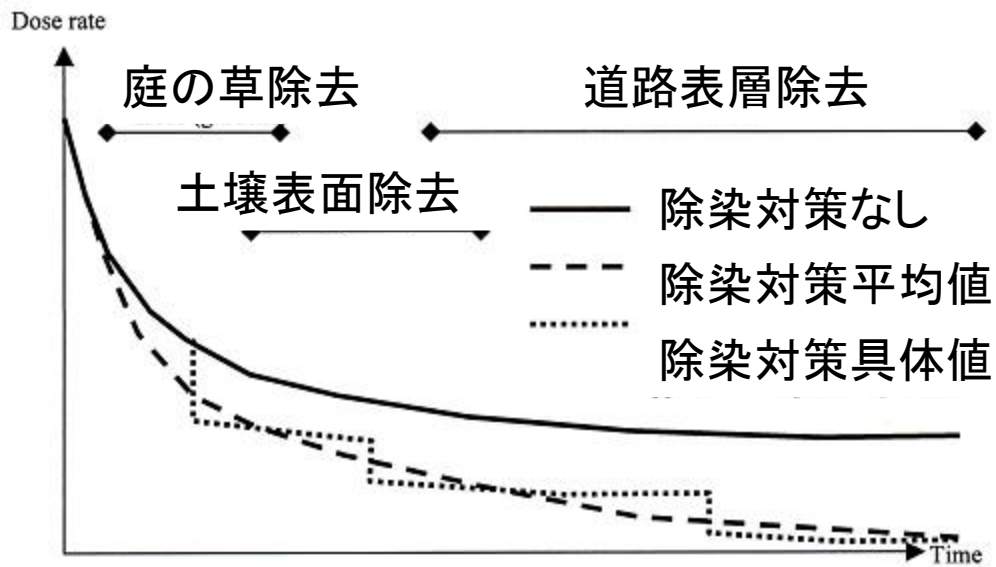 Dose rate
庭の草除去
道路表層除去
土壌表面除去
除染対策なし
除染対策平均値
除染対策具体値
Time